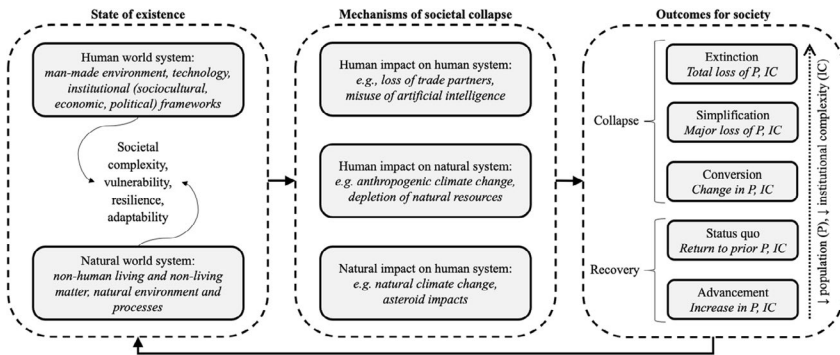 State of existence
Human world system:
man-made environment, technology,
institutional (sociocultural,
economic, political) frameworks
Societal
complexity,
vulnerability,
resilience,
adaptability
Natural world system:
non-human living and non-living
matter, natural environment and
processes
Mechanisms of societal collapse
Human impact on human system:
e.g., loss of trade partners,
misuse of artificial intelligence
Human impact on natural system:
e.g. anthropogenic climate change,
depletion of natural resources
Natural impact on human system:
e.g. natural climate change,
asteroid impacts
Outcomes for society
Collapse
Extinction
Total loss of P, IC
Simplification
Major loss of P, IC
Conversion
Change in P, IC
Recovery
Status quo
Return to prior P, IC
Advancement
Increase in P, IC
↓ population (P), ↓ institutional complexity (IC)